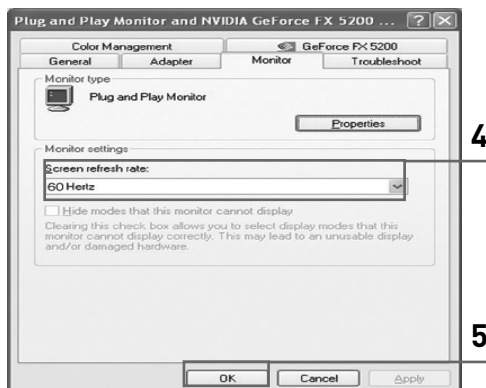 Plug and Play Monitor and NVIDIA GeForce FX 5200 ...
Color Management
GeForce FX 5200
General
Adapter
Monitor
Troubleshoot
Monitor type
Plug and Play Monitor
Properties
4
Monitor settings
Screen refresh rate:
60 Hertz
Hide modes that this monitor cannot display
Clearing this check box allows you to select display modes that this
monitor cannot display correctly. This may lead to an unusable display
and/or damaged hardware.
5
OK
Cancel
Apply